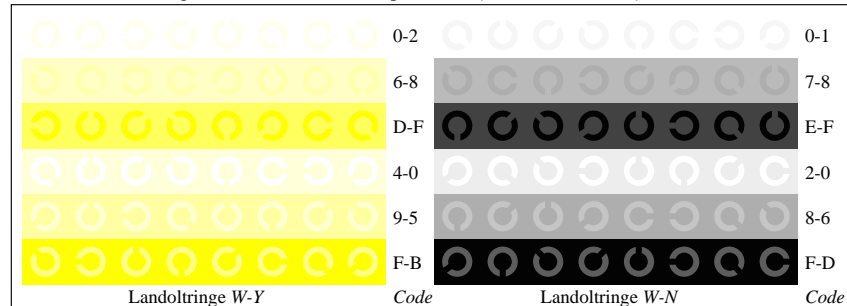 0-2 0-1
6-8 7-8
D-F E-F
4-0 2-0
9-5 8-6
F-B F-D
Landoltringe W-Y Code Landoltringe W-N Code